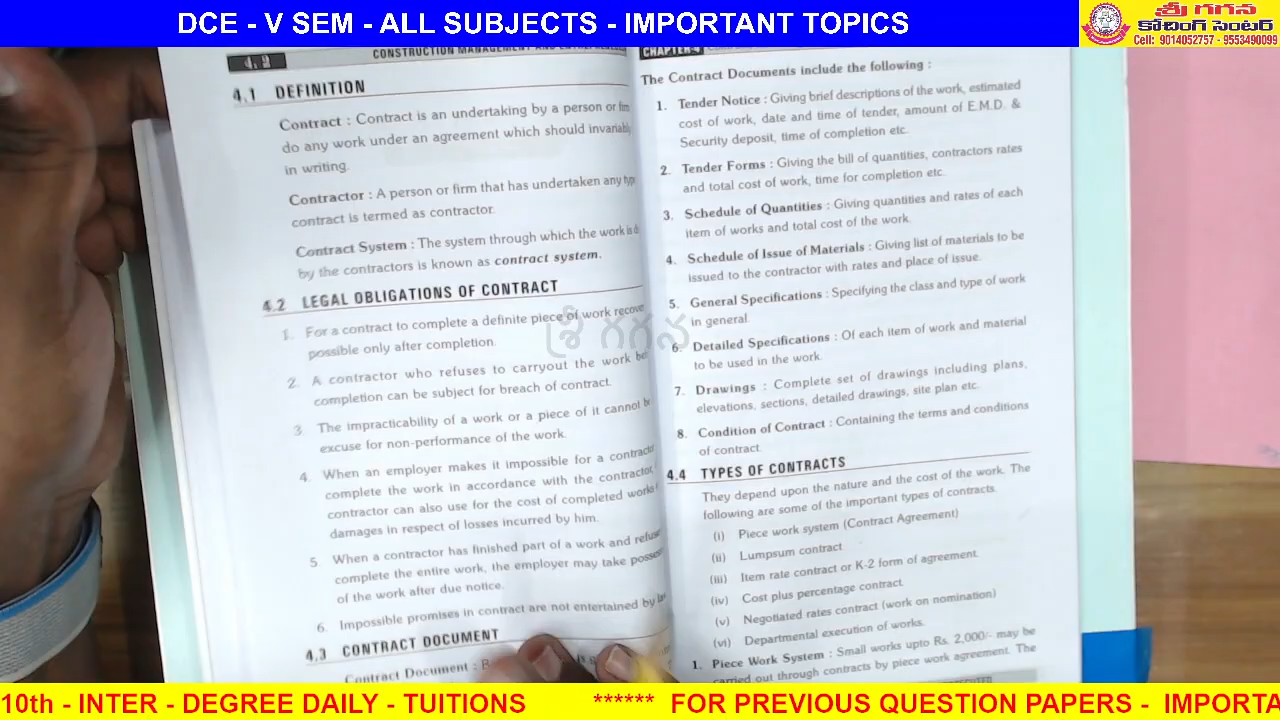 DCE - V SEM - ALL SUBJECTS - IMPORTANT TOPICS
శ్రీ గగన
కోచింగ్ సెంటర్
Cell: 9014052757 - 9553490099
4.2
CONSTRUCTION MANAGEMENT AND
4.1 DEFINITION
Contract : Contract is an undertaking by a person or firm
do any work under an agreement which should invariably
in writing.
Contractor : A person or firm that has undertaken any type
contract is termed as contractor.
Contract System : The system through which the work is d
by the contractors is known as contract system.
4.2 LEGAL OBLIGATIONS OF CONTRACT
1. For a contract to complete a definite piece of work recover
possible only after completion.
2. A contractor who refuses to carryout the work bef
completion can be subject for breach of contract.
3. The impracticability of a work or a piece of it cannot be
excuse for non-performance of the work.
4. When an employer makes it impossible for a contractor
complete the work in accordance with the contractor,
contractor can also use for the cost of completed works
damages in respect of losses incurred by him.
5. When a contractor has finished part of a work and refuse
complete the entire work, the employer may take possess
of the work after due notice.
6. Impossible promises in contract are not entertained by law
4.3 CONTRACT DOCUMENT
Contract Document : B
CHAPTER-4
The Contract Documents include the following :
1. Tender Notice : Giving brief descriptions of the work, estimated
cost of work, date and time of tender, amount of E.M.D. &
Security deposit, time of completion etc.
2. Tender Forms : Giving the bill of quantities, contractors rates
and total cost of work, time for completion etc.
3. Schedule of Quantities : Giving quantities and rates of each
item of works and total cost of the work.
4. Schedule of Issue of Materials : Giving list of materials to be
issued to the contractor with rates and place of issue.
5. General Specifications : Specifying the class and type of work
in general.
6. Detailed Specifications : Of each item of work and material
to be used in the work.
7. Drawings : Complete set of drawings including plans,
elevations, sections, detailed drawings, site plan etc.
8. Condition of Contract : Containing the terms and conditions
of contract.
4.4 TYPES OF CONTRACTS
They depend upon the nature and the cost of the work. The
following are some of the important types of contracts.
(i) Piece work system (Contract Agreement)
(ii) Lumpsum contract
(iii) Item rate contract or K-2 form of agreement.
(iv) Cost plus percentage contract.
(v) Negotiated rates contract (work on nomination)
(vi) Departmental execution of works.
1. Piece Work System : Small works upto Rs. 2,000/- may be
carried out through contracts by piece work agreement. The
శ్రీ గగన
10th - INTER - DEGREE DAILY - TUITIONS ****** FOR PREVIOUS QUESTION PAPERS - IMPORTA